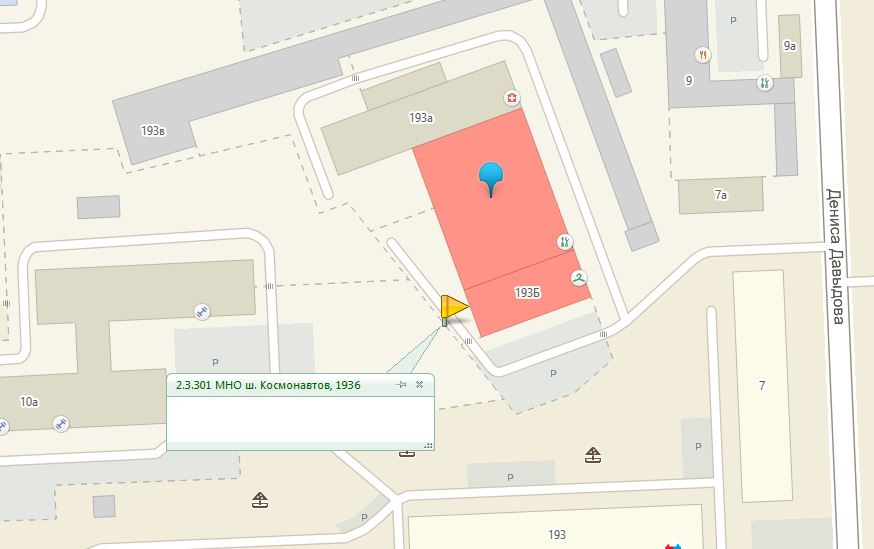 P
9а
9
193а
193в
7а
Дениса Давыдова
193Б
P
P
7
10а
2.3.301 МНО ш. Космонавтов, 193б
P
P
P
193